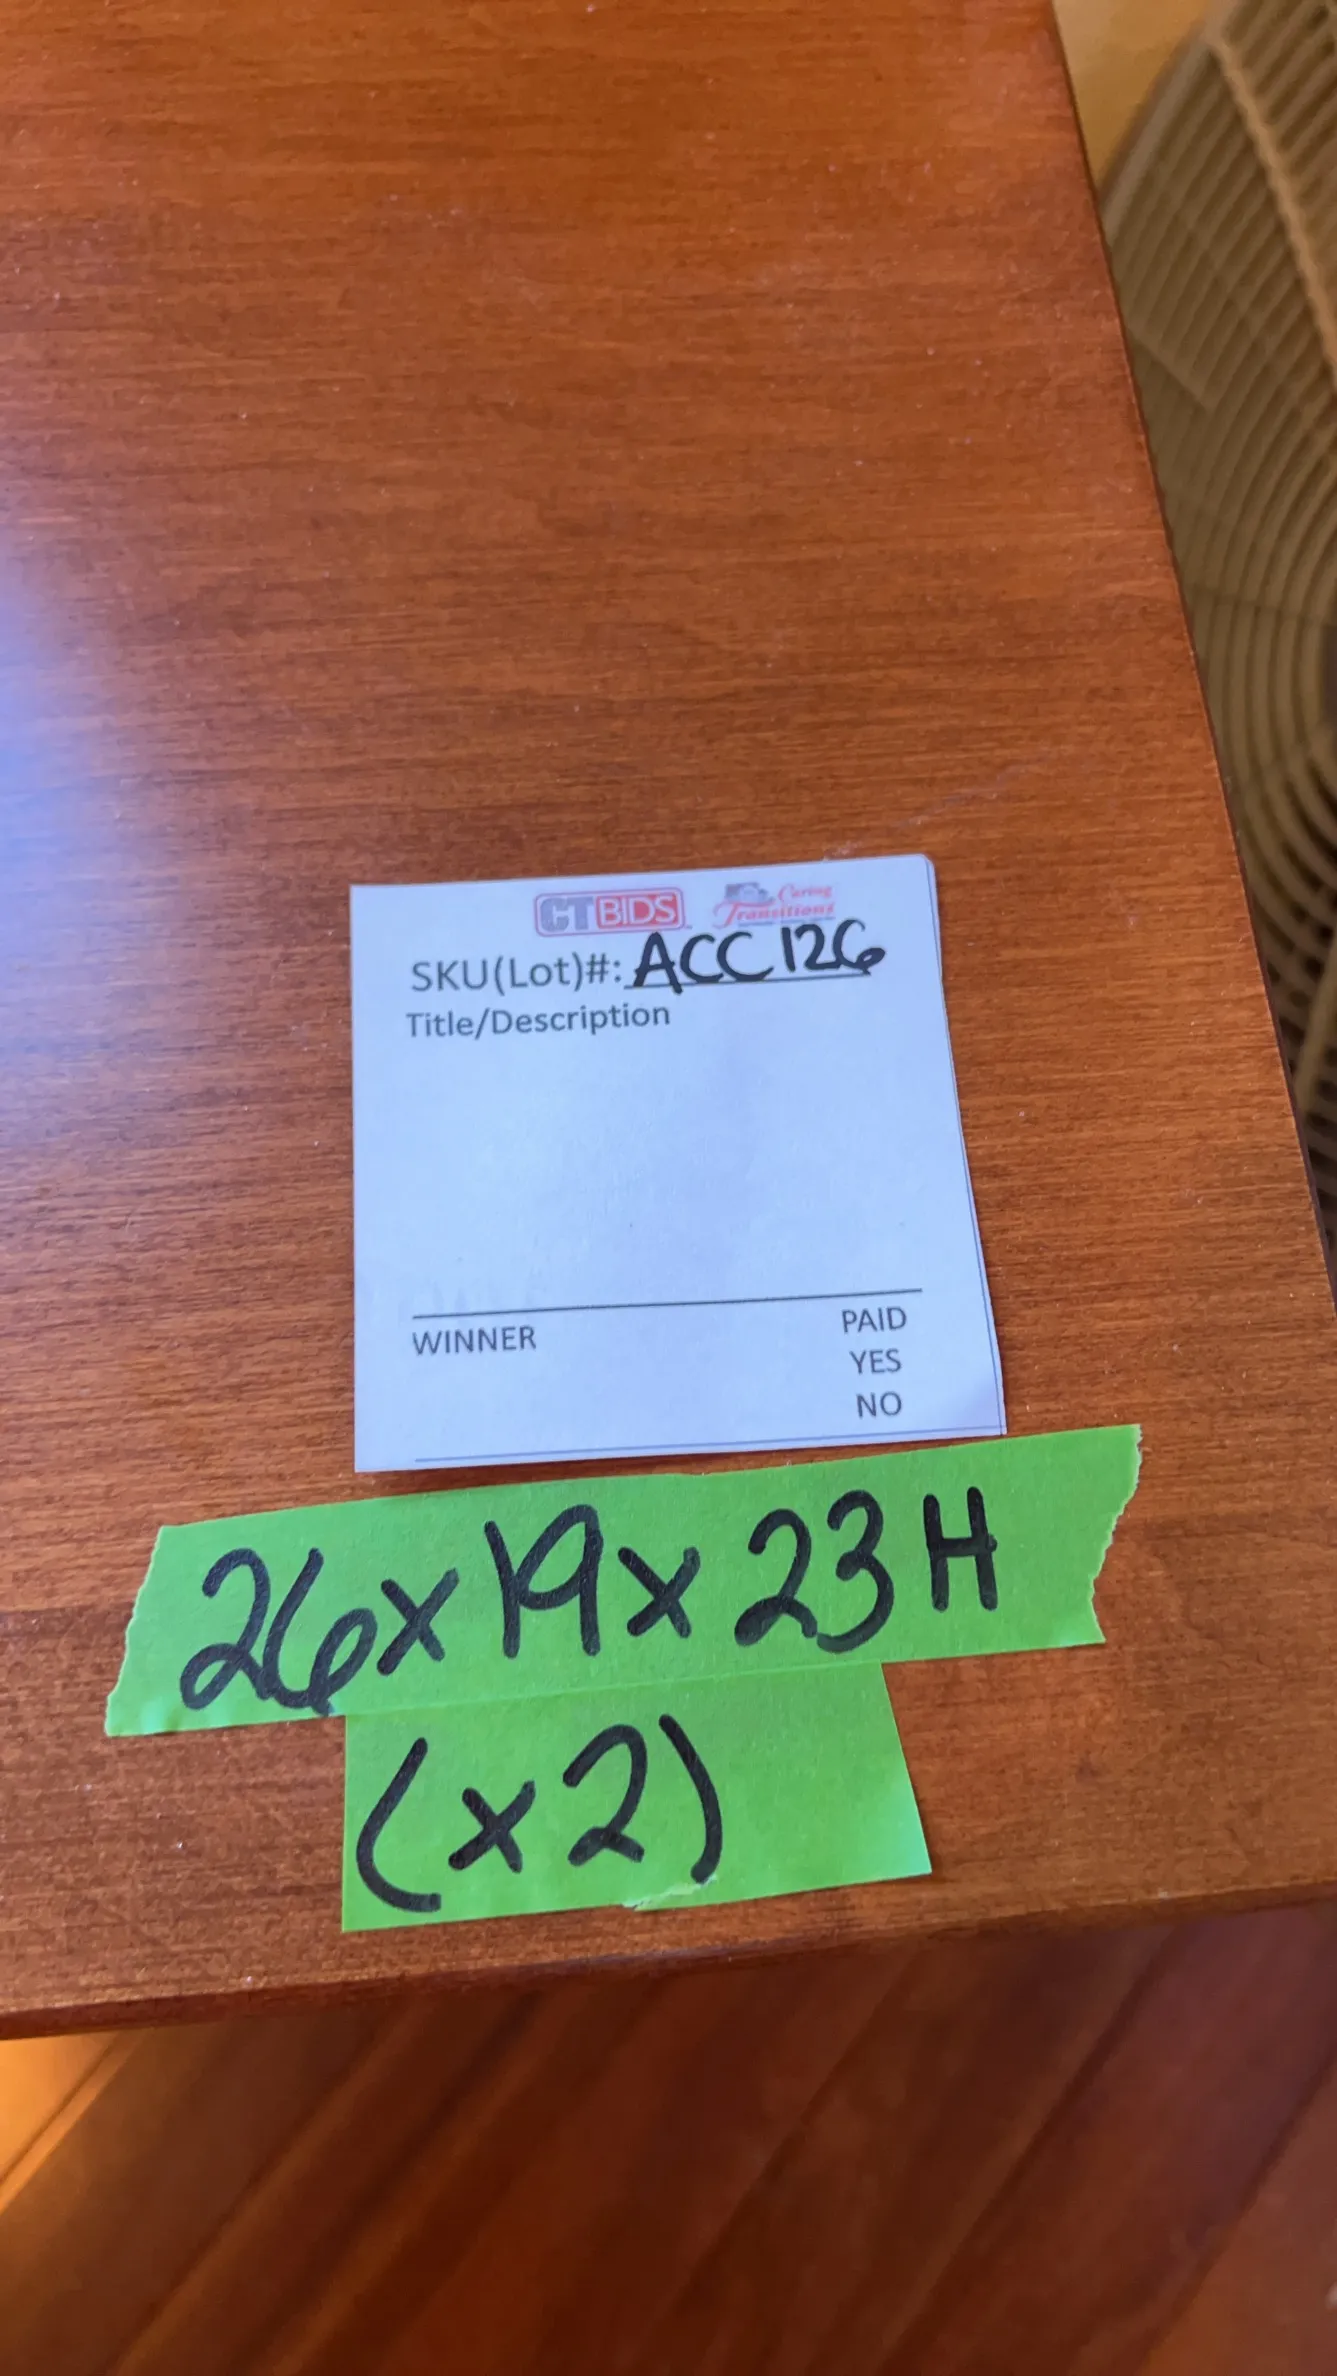 CTBIDS Caring
Transitions
SKU(Lot)#: ACC126
Title/Description
WINNER PAID
YES
NO
26x19x23H
(x2)